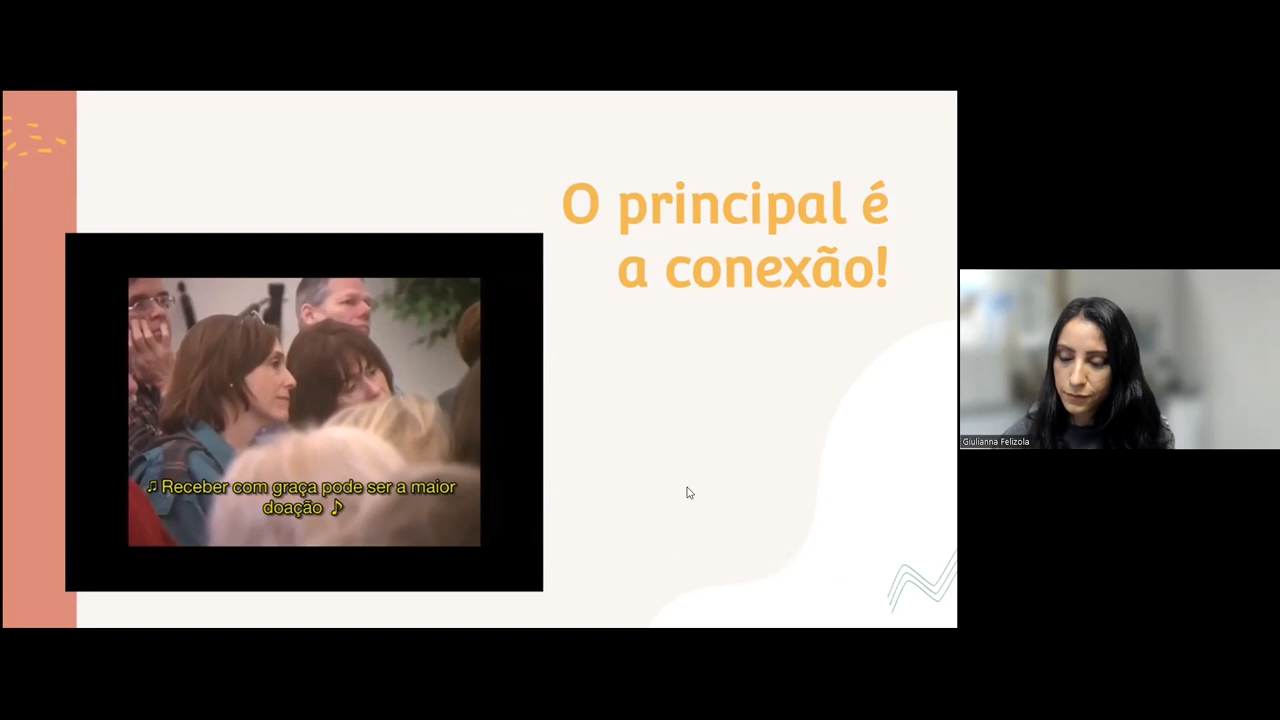 O principal é
a conexão!
♫ Receber com graça pode ser a maior
doação ♪
Giulianna Felizola